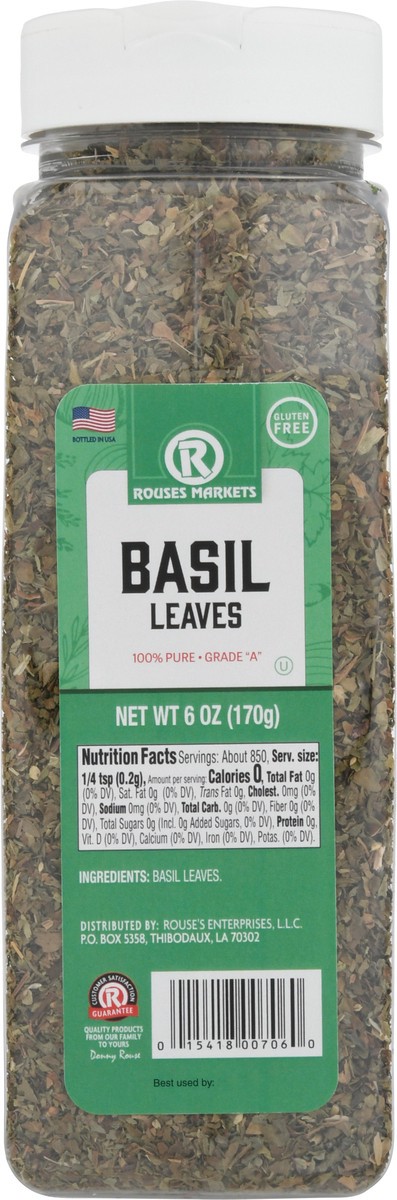 BOTTLED IN USA
GLUTEN
FREE
R
ROUSES MARKETS
BASIL
LEAVES
100% PURE • GRADE "A"
U
NET WT 6 OZ (170g)
Nutrition Facts Servings: About 850, Serv. size:
1/4 tsp (0.2g), Amount per serving: Calories 0, Total Fat 0g
(0% DV), Sat. Fat 0g (0% DV), Trans Fat 0g, Cholest. 0mg (0%
DV), Sodium 0mg (0% DV), Total Carb. 0g (0% DV), Fiber 0g (0%
DV), Total Sugars 0g (Incl. 0g Added Sugars, 0% DV), Protein 0g,
Vit. D (0% DV), Calcium (0% DV), Iron (0% DV), Potas. (0% DV).
INGREDIENTS: BASIL LEAVES.
DISTRIBUTED BY: ROUSE'S ENTERPRISES, L.L.C.
P.O. BOX 5358, THIBODAUX, LA 70302
CUSTOMER SATISFACTION
R
GUARANTEE
QUALITY PRODUCTS
FROM OUR FAMILY
TO YOURS
Donny Rouse
0 15418 00706 0
Best used by: